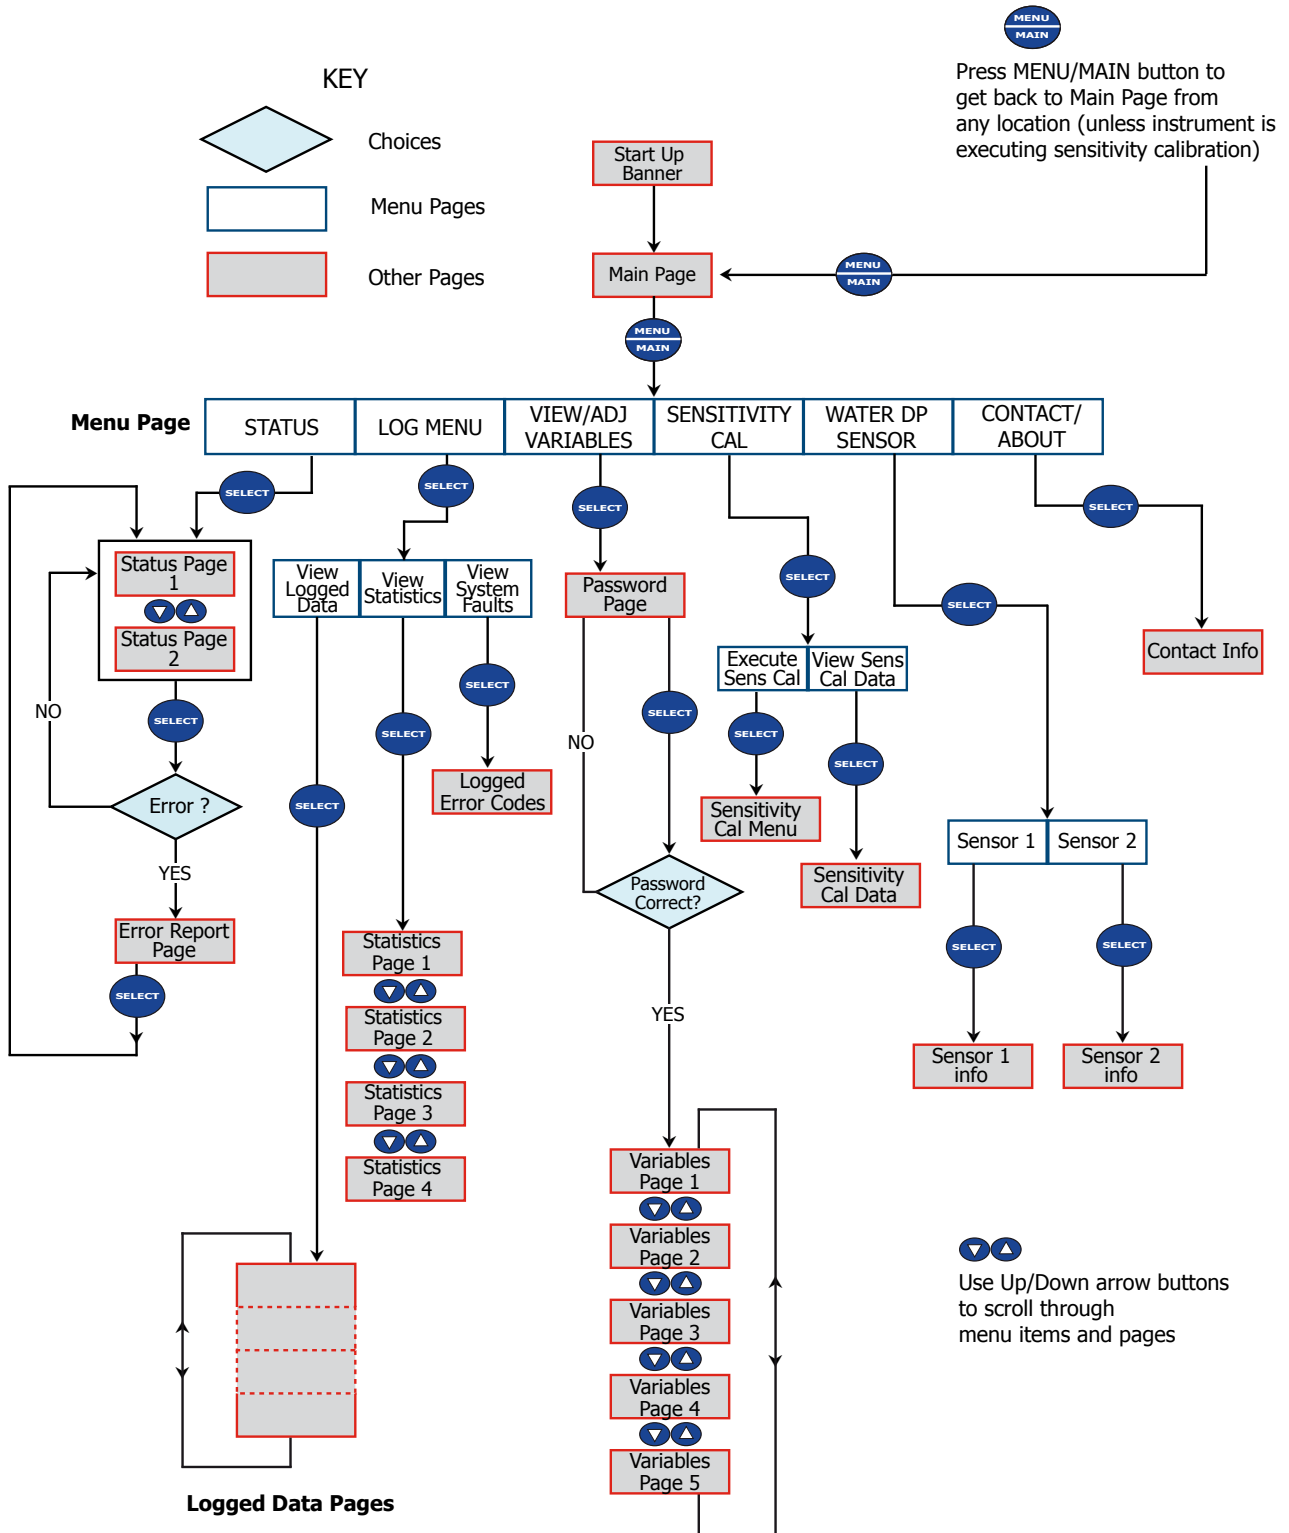 MENU
MAIN
Press MENU/MAIN button to
get back to Main Page from
any location (unless instrument is
executing sensitivity calibration)
KEY
Choices
Menu Pages
Other Pages
Start Up
Banner
Main Page
MENU
MAIN
MENU
MAIN
Menu Page
STATUS
LOG MENU
VIEW/ADJ
VARIABLES
SENSITIVITY
CAL
WATER DP
SENSOR
CONTACT/
ABOUT
SELECT
SELECT
SELECT
SELECT
SELECT
SELECT
Status Page
1
Status Page
2
SELECT
NO
Error ?
YES
Error Report
Page
SELECT
View
Logged
Data
View
Statistics
View
System
Faults
SELECT
SELECT
SELECT
Logged
Error Codes
Statistics
Page 1
Statistics
Page 2
Statistics
Page 3
Statistics
Page 4
Logged Data Pages
Password
Page
SELECT
NO
Password
Correct?
YES
Variables
Page 1
Variables
Page 2
Variables
Page 3
Variables
Page 4
Variables
Page 5
Execute
Sens Cal
View Sens
Cal Data
SELECT
SELECT
Sensitivity
Cal Menu
Sensitivity
Cal Data
Sensor 1
Sensor 2
SELECT
SELECT
Sensor 1
info
Sensor 2
info
Contact Info
Use Up/Down arrow buttons
to scroll through
menu items and pages